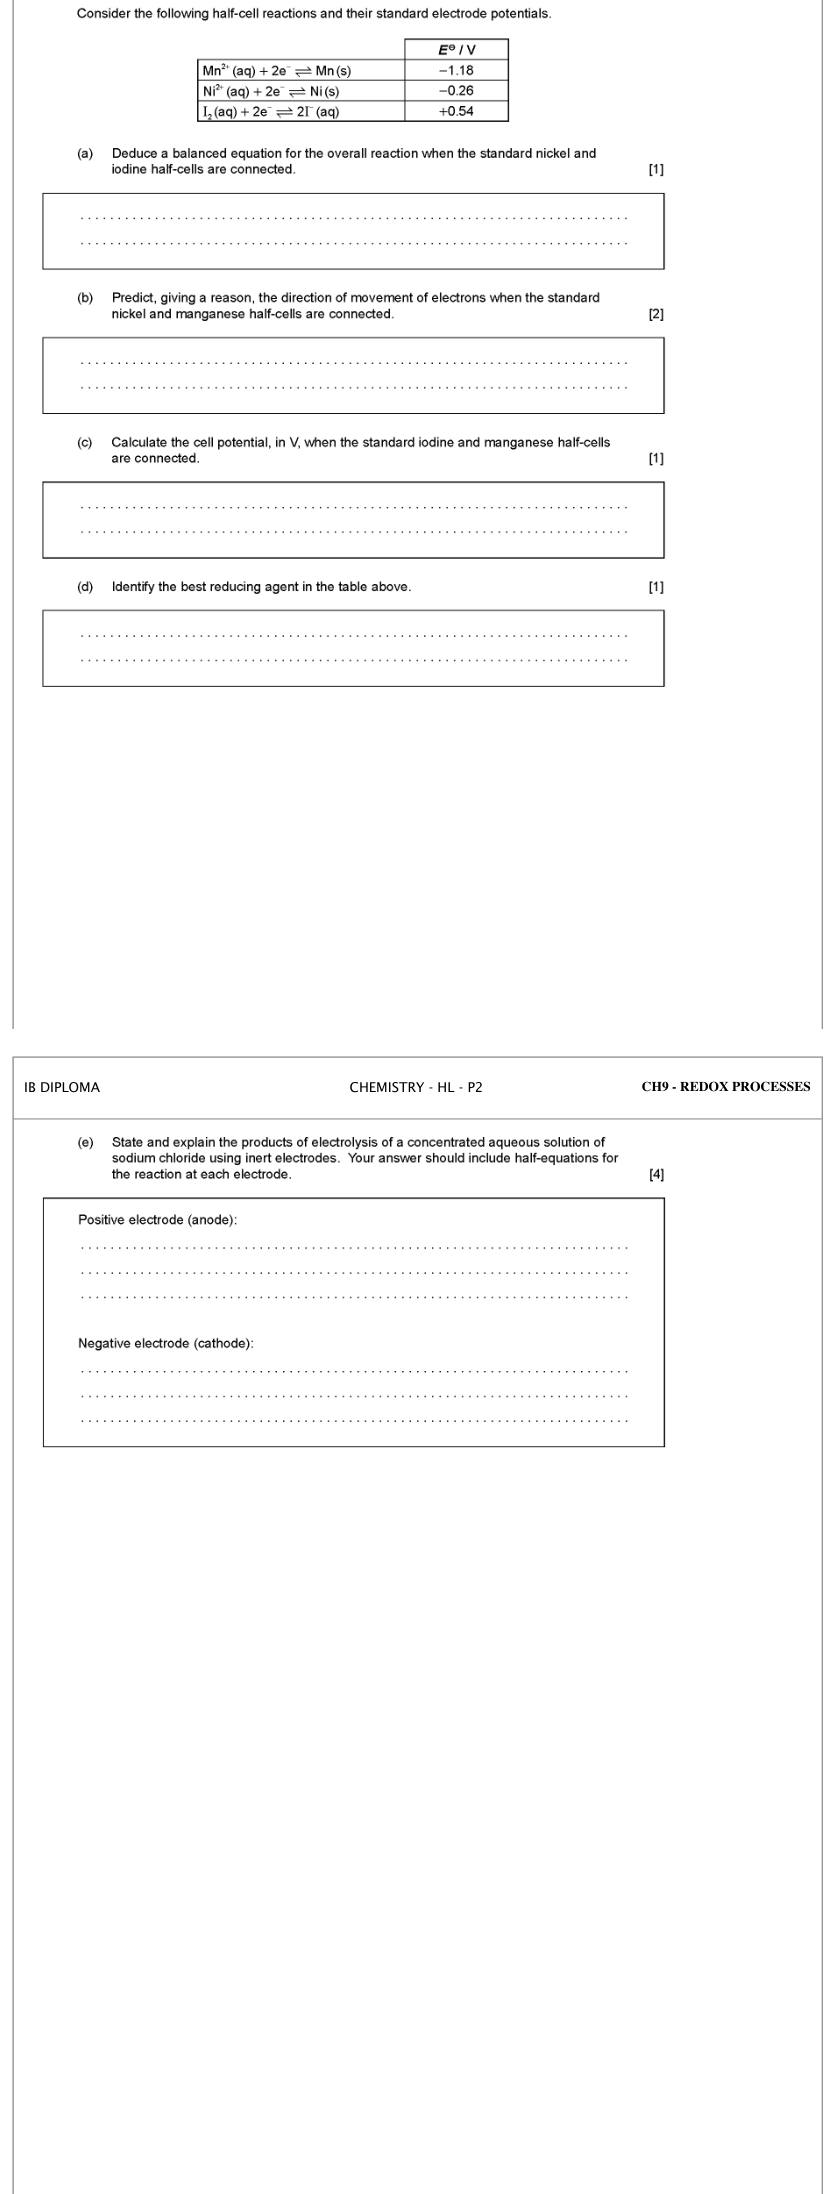 Consider the following half-cell reactions and their standard electrode potentials.
E⊖ / V
Mn²⁺ (aq) + 2e⁻ ⇌ Mn (s) −1.18
Ni²⁺ (aq) + 2e⁻ ⇌ Ni (s) −0.26
I₂ (aq) + 2e⁻ ⇌ 2I⁻ (aq) +0.54
(a) Deduce a balanced equation for the overall reaction when the standard nickel and
iodine half-cells are connected. [1]
(b) Predict, giving a reason, the direction of movement of electrons when the standard
nickel and manganese half-cells are connected. [2]
(c) Calculate the cell potential, in V, when the standard iodine and manganese half-cells
are connected. [1]
(d) Identify the best reducing agent in the table above. [1]
IB DIPLOMA CHEMISTRY - HL - P2 CH9 - REDOX PROCESSES
(e) State and explain the products of electrolysis of a concentrated aqueous solution of
sodium chloride using inert electrodes. Your answer should include half-equations for
the reaction at each electrode. [4]
Positive electrode (anode):
Negative electrode (cathode):